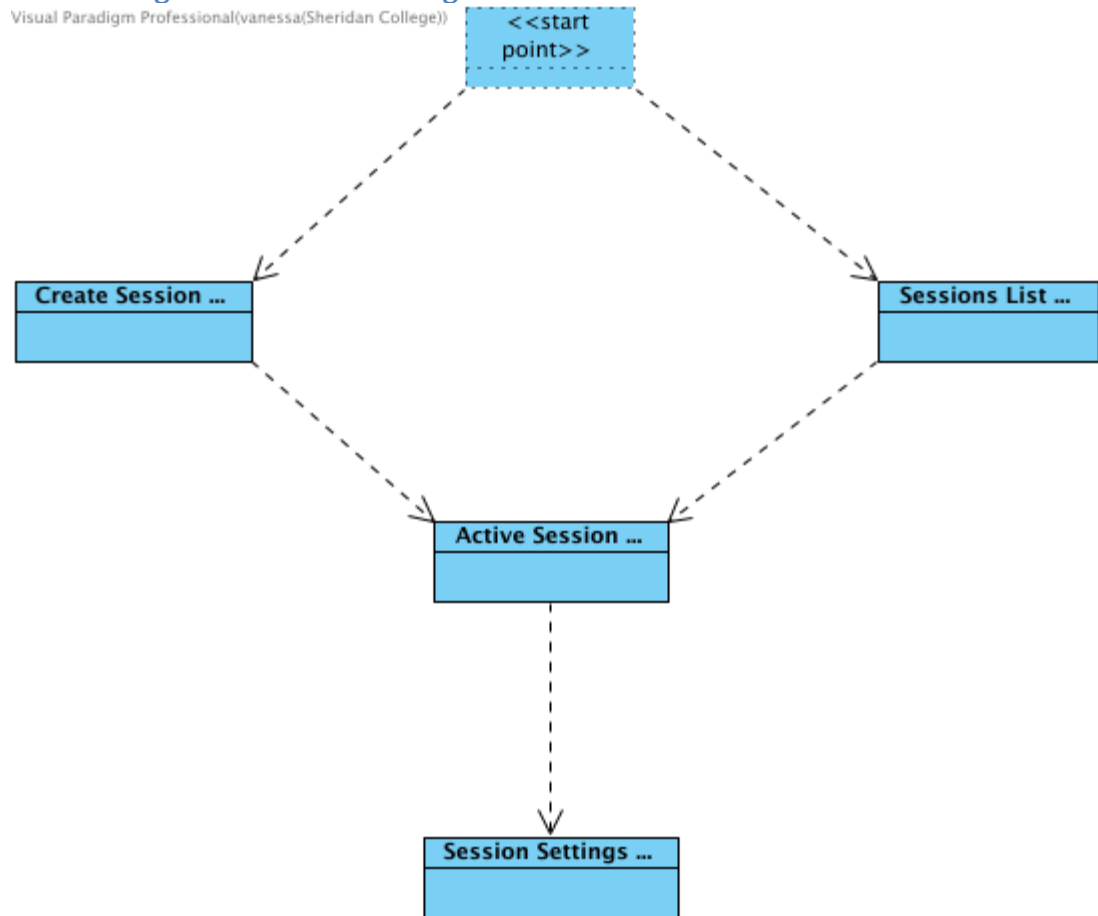 Visual Paradigm Professional(vanessa(Sheridan College))
<<start
point>>
Create Session ...
Sessions List ...
Active Session ...
Session Settings ...